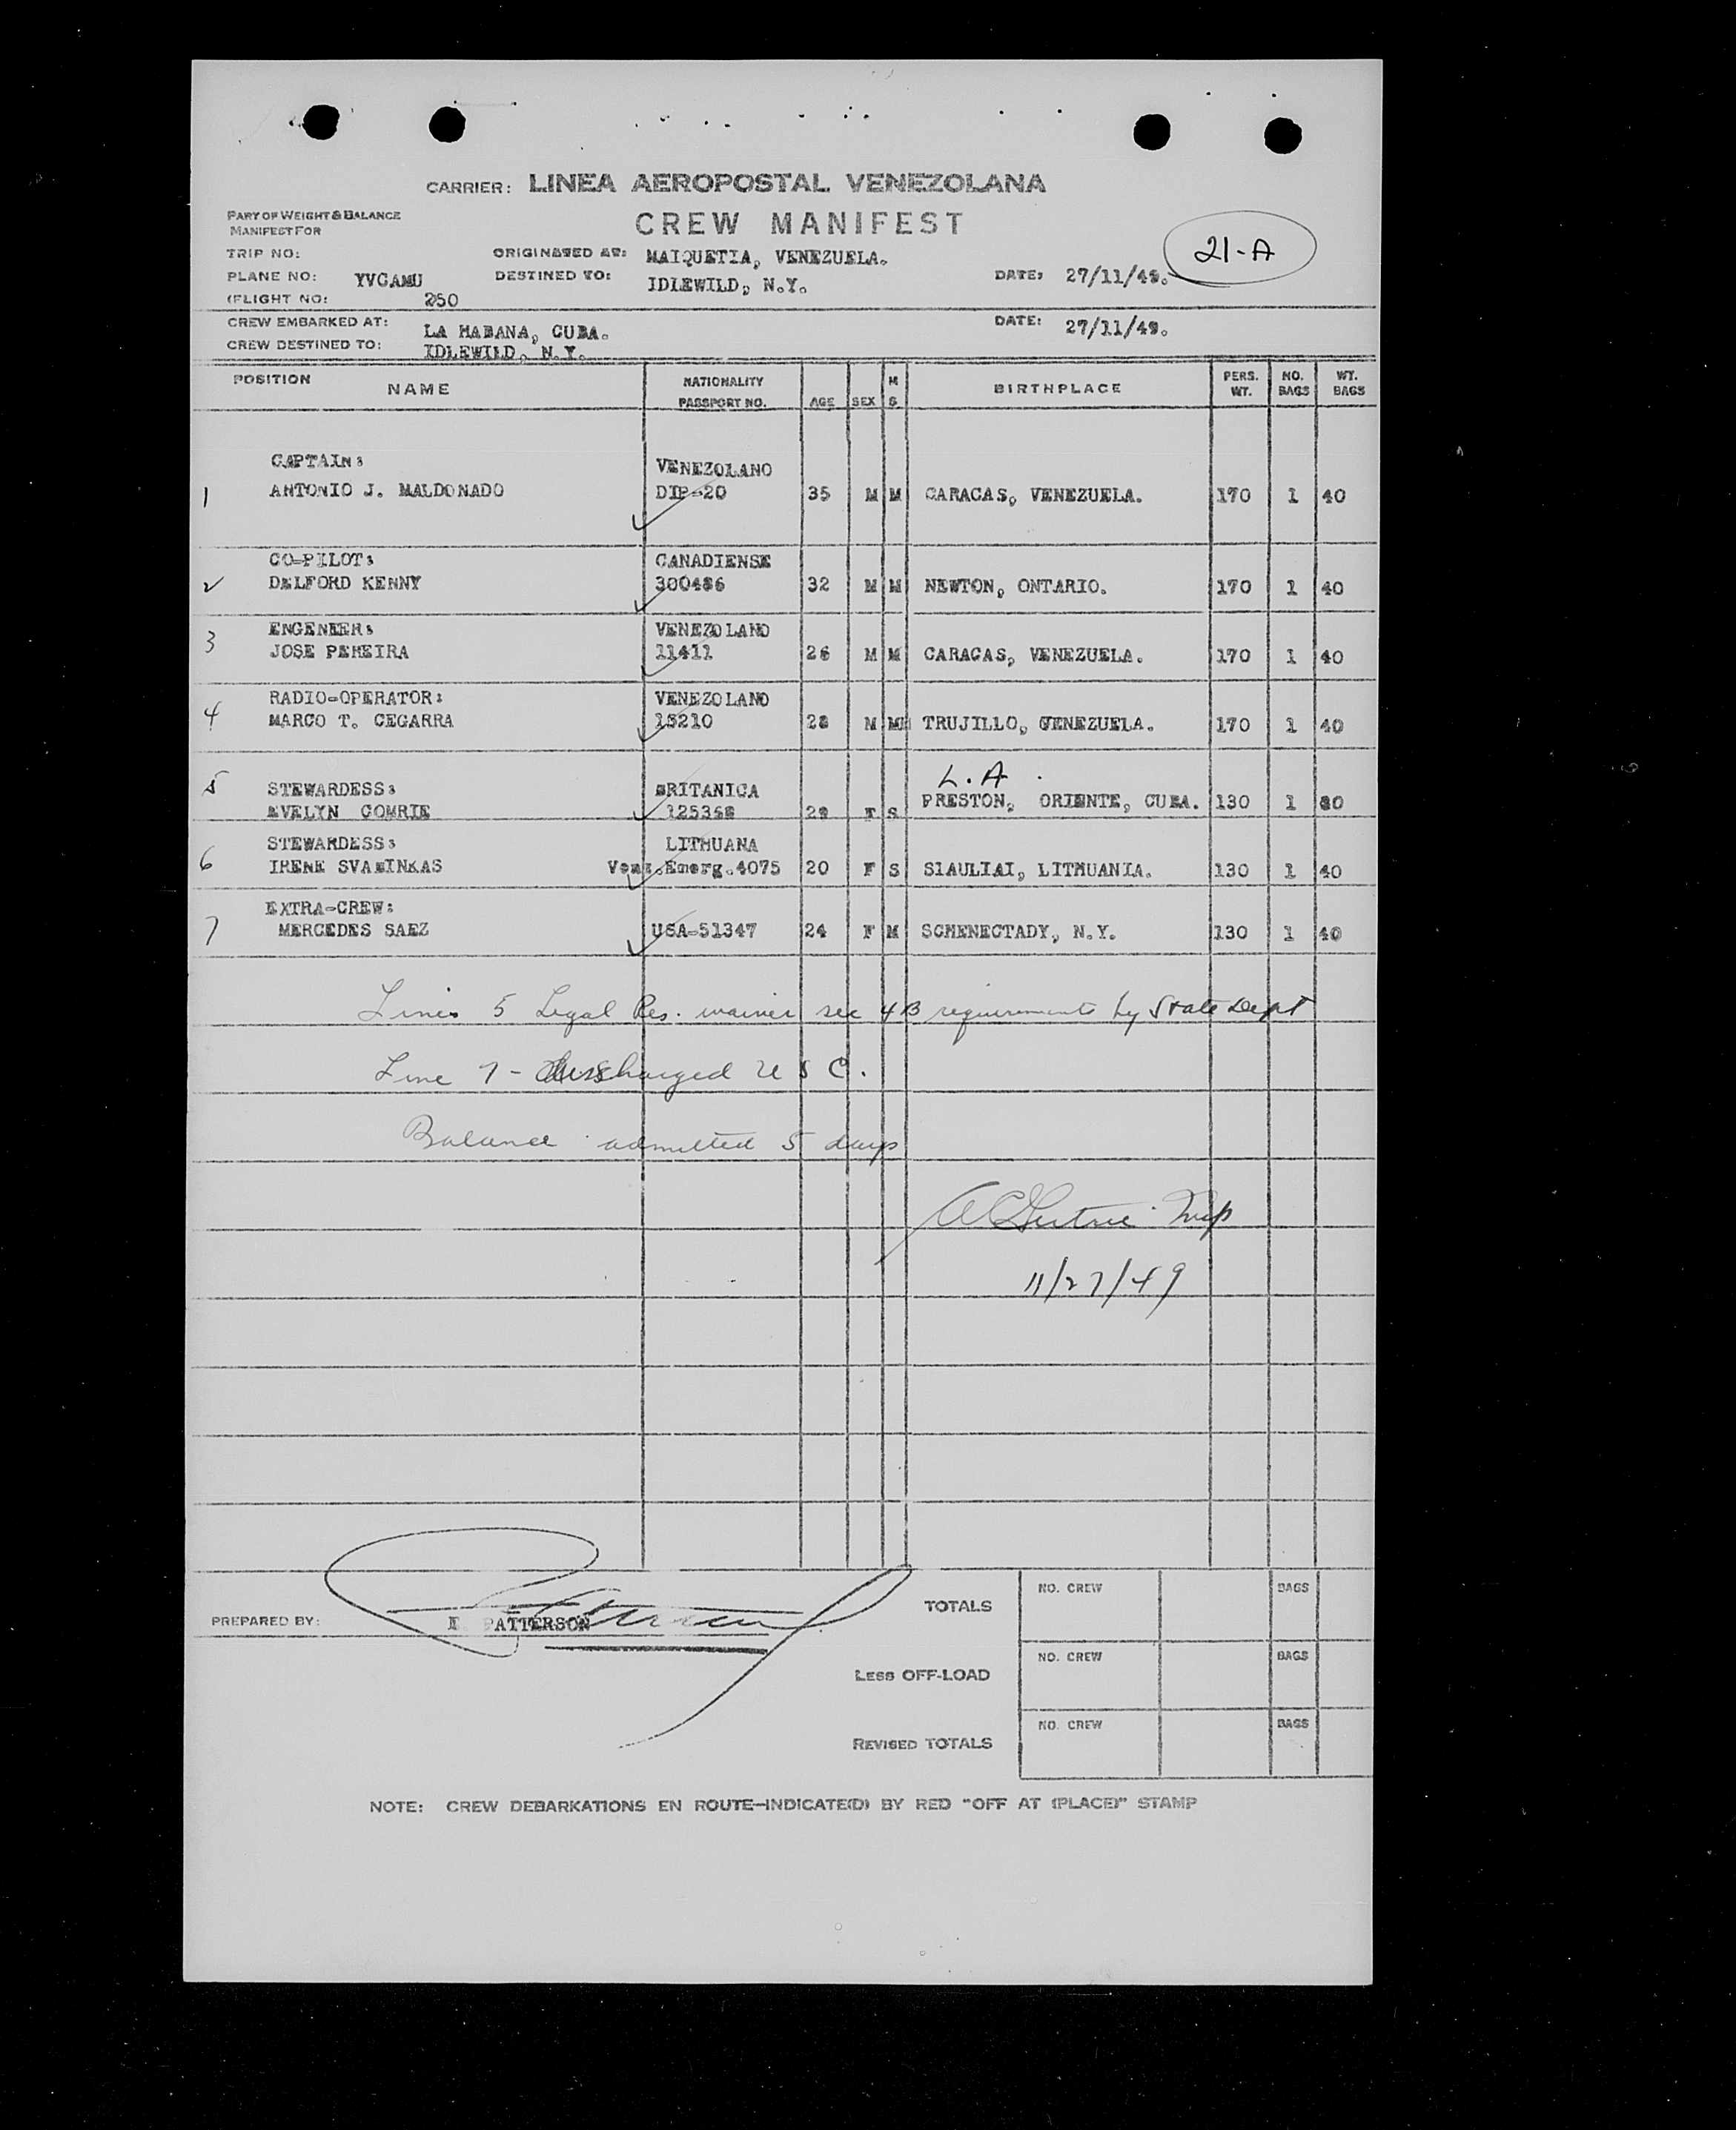 CARRIER: LINEA AEROPOSTAL VENEZOLANA
PART OF WEIGHT & BALANCE
MANIFEST FOR
CREW MANIFEST
21-A
TRIP NO:
ORIGINATED AT: MAIQUETIA, VENEZUELA.
PLANE NO: YVCAMU
DESTINED TO: IDLEWILD, N.Y.
DATE: 27/11/49.
(FLIGHT NO: 250
CREW EMBARKED AT: LA HABANA, CUBA.
DATE: 27/11/49.
CREW DESTINED TO: IDLEWILD, N.Y.
POSITION NAME NATIONALITY PASSPORT NO. AGE SEX M S BIRTHPLACE PERS. WT. NO. BAGS WT. BAGS
CAPTAIN: VENEZOLANO
1 ANTONIO J. MALDONADO DIP-20 35 M M CARACAS, VENEZUELA. 170 1 40
CO-PILOT: CANADIENSE
2 DELFORD KENNY 300486 32 M M NEWTON, ONTARIO. 170 1 40
ENGENEER: VENEZOLANO
3 JOSE PEREIRA 11411 26 M M CARACAS, VENEZUELA. 170 1 40
RADIO-OPERATOR: VENEZOLANO
4 MARCO T. CEGARRA 15210 28 M M TRUJILLO, VENEZUELA. 170 1 40
L.A.
5 STEWARDESS: BRITANICA
EVELYN COMRIE 125358 28 F S PRESTON, ORIENTE, CUBA. 130 1 80
STEWARDESS: LITHUANA
6 IRENE Venz.Emerg.4075 20 F S SIAULIAI, LITHUANIA. 130 1 40
EXTRA-CREW:
7 MERCEDES SAEZ USA-51347 24 F M SCHENECTADY, N.Y. 130 1 40
Line 5 Legal Res. waiver sec 4B requirements by State Dept
Line 7 - discharged U S C.
Balance admitted 5 days
11/27/49
PREPARED BY: PATTERSON
TOTALS NO. CREW BAGS
LESS OFF-LOAD NO. CREW BAGS
REVISED TOTALS NO. CREW BAGS
NOTE: CREW DEBARKATIONS EN ROUTE—INDICATE(D) BY RED "OFF AT (PLACE)" STAMP